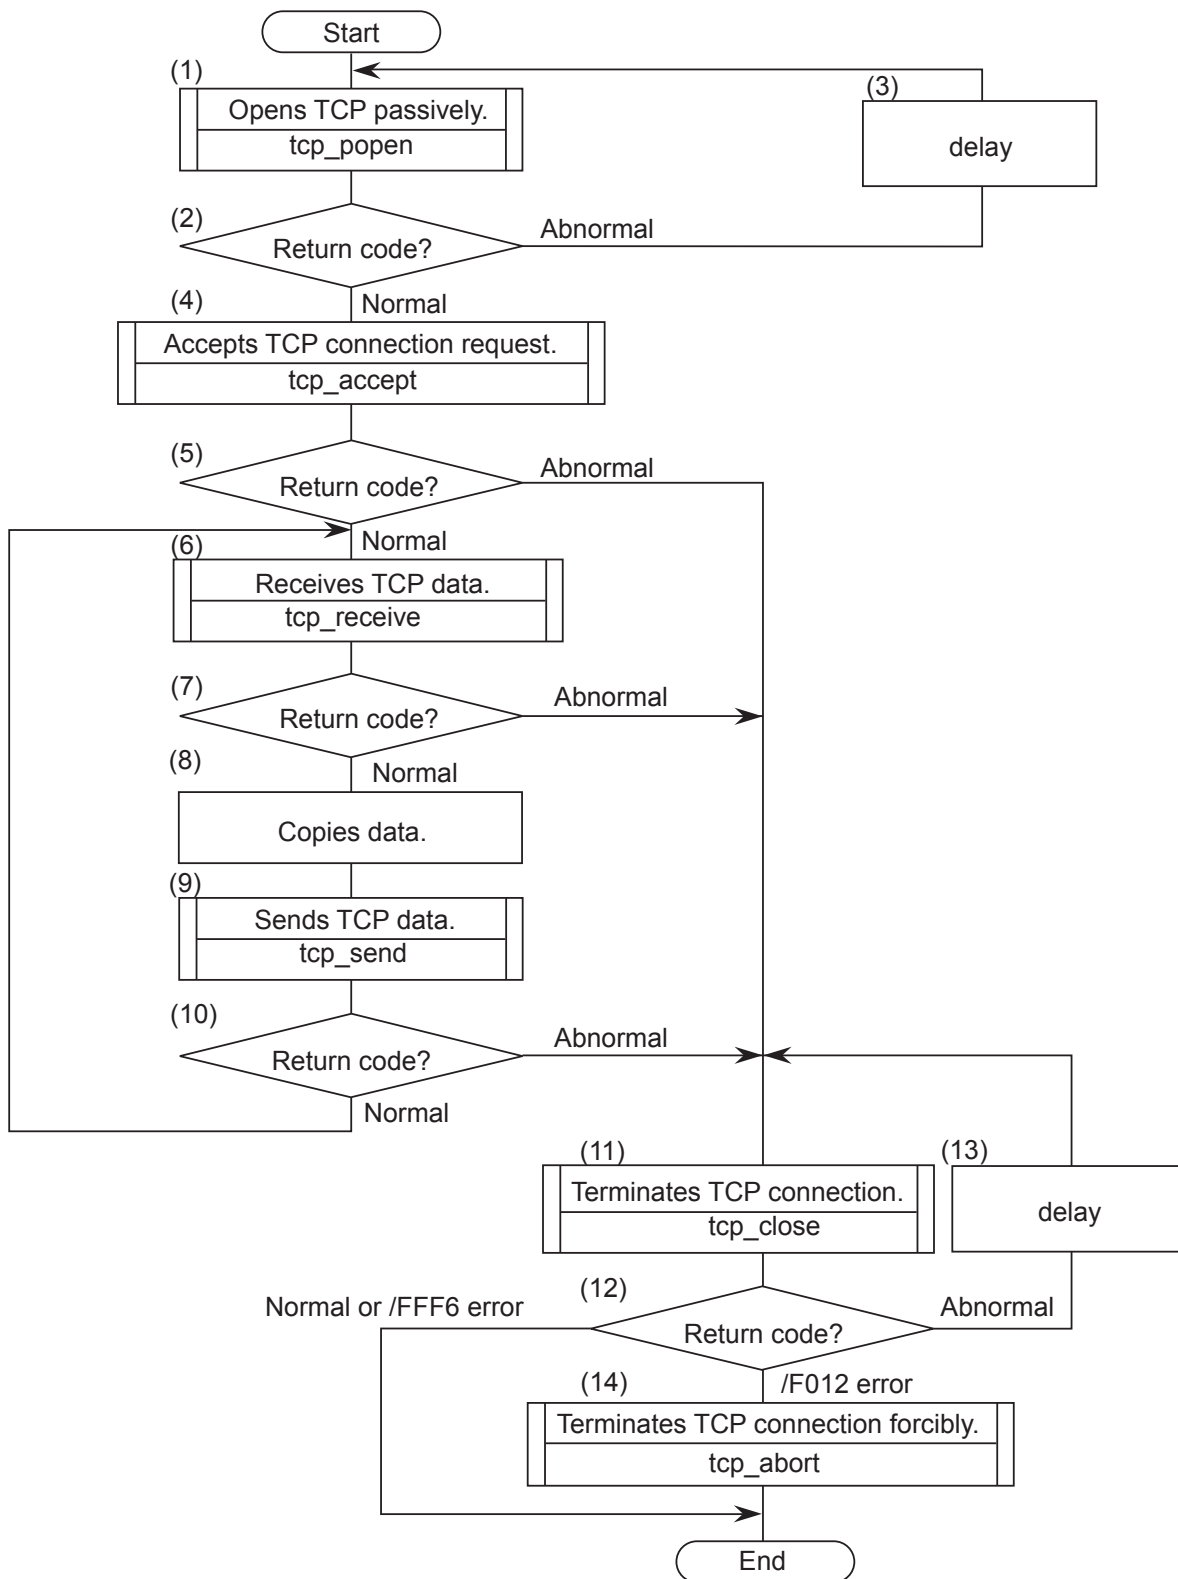 Start
(1)
(3)
Opens TCP passively.
tcp_popen
delay
(2)
Return code?
Abnormal
Normal
(4)
Accepts TCP connection request.
tcp_accept
(5)
Return code?
Abnormal
Normal
(6)
Receives TCP data.
tcp_receive
(7)
Return code?
Abnormal
Normal
(8)
Copies data.
(9)
Sends TCP data.
tcp_send
(10)
Return code?
Abnormal
Normal
(11)
(13)
Terminates TCP connection.
tcp_close
delay
(12)
Normal or /FFF6 error
Return code?
Abnormal
/F012 error
(14)
Terminates TCP connection forcibly.
tcp_abort
End